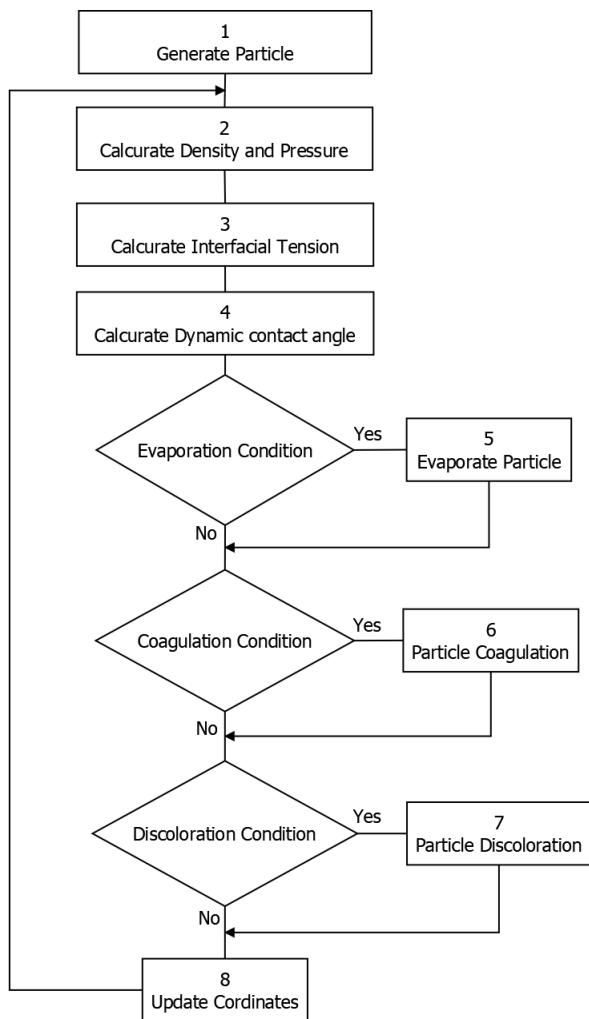 1
Generate Particle
2
Calcurate Density and Pressure
3
Calcurate Interfacial Tension
4
Calcurate Dynamic contact angle
Evaporation Condition
Yes
5
Evaporate Particle
No
Coagulation Condition
Yes
6
Particle Coagulation
No
Discoloration Condition
Yes
7
Particle Discoloration
No
8
Update Cordinates